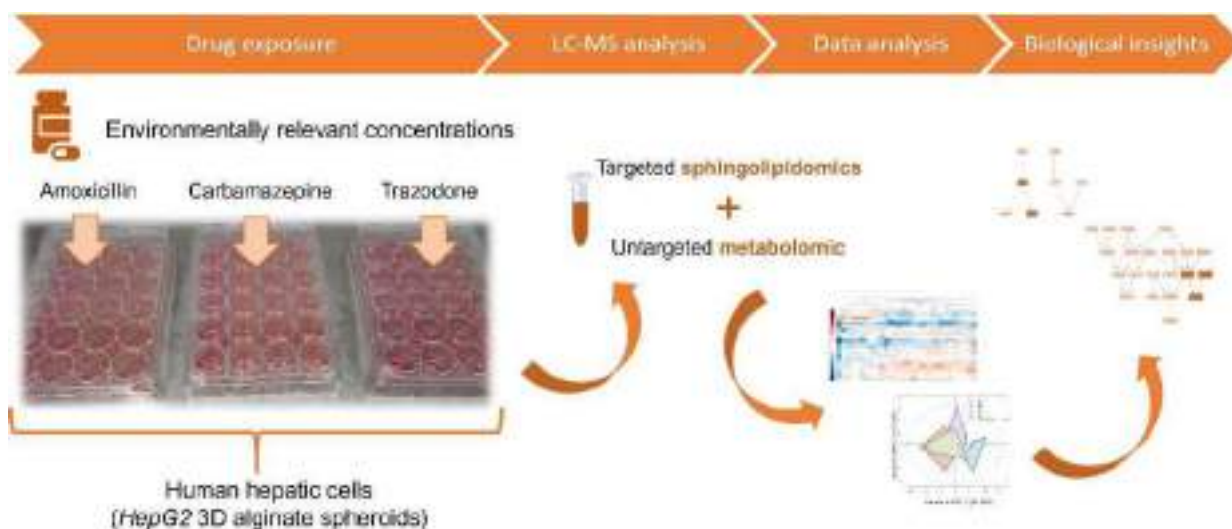 Drug exposure
LC-MS analysis
Data analysis
Biological insights
Environmentally relevant concentrations
Amoxicillin
Carbamazepine
Trazodone
Targeted sphingolipidomics
+
Untargeted metabolomic
Human hepatic cells
(HepG2 3D alginate spheroids)